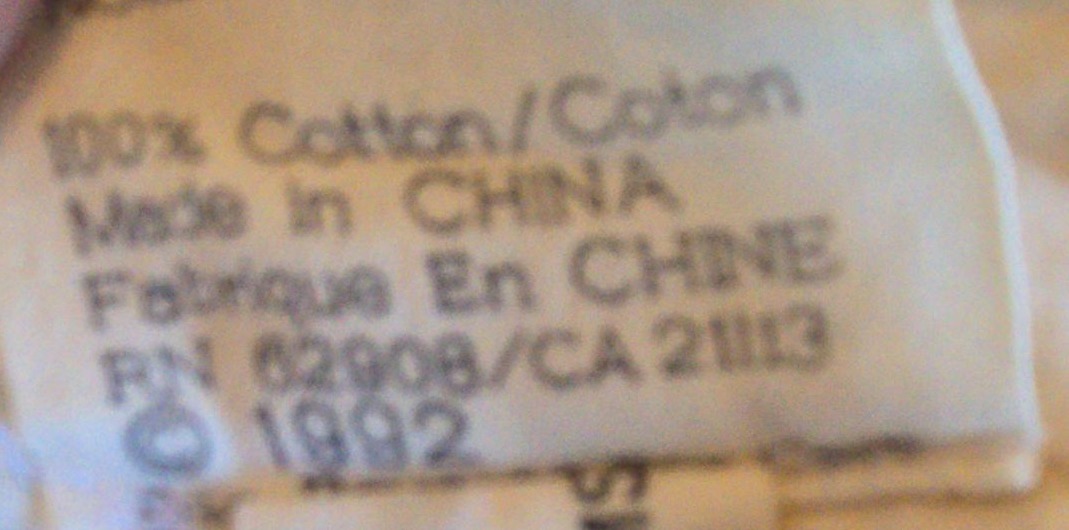 100% Cotton/Coton
Made in CHINA
Fabrique En CHINE
RN 62908/CA 21113
© 1992